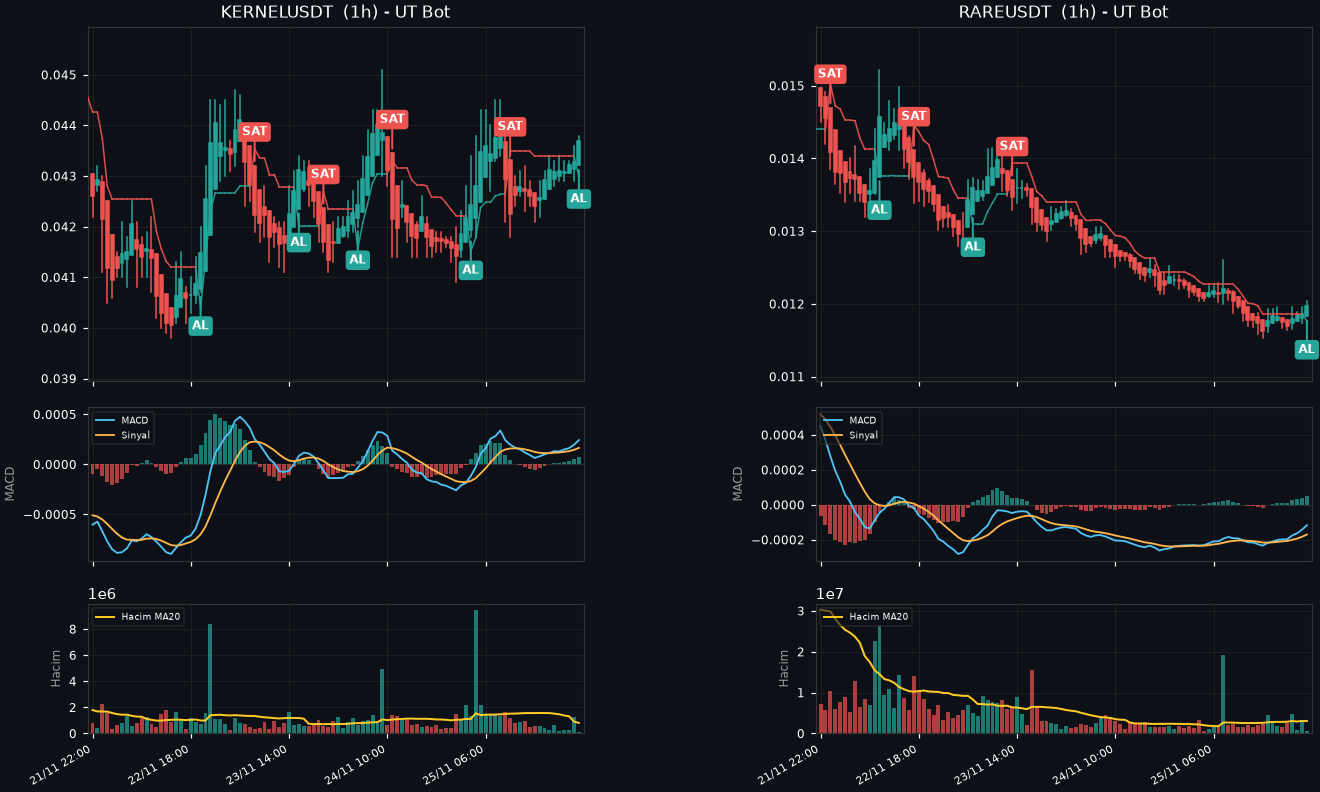 KERNELUSDT (1h) - UT Bot
0.045
0.044
0.043
0.042
0.041
0.040
0.039
SAT
SAT
SAT
SAT
AL
AL
AL
AL
AL
MACD
0.0005
0.0000
−0.0005
MACD
Sinyal
1e6
Hacim
8
6
4
2
0
Hacim MA20
21/11 22:00
22/11 18:00
23/11 14:00
24/11 10:00
25/11 06:00
RAREUSDT (1h) - UT Bot
0.015
0.014
0.013
0.012
0.011
SAT
SAT
SAT
AL
AL
AL
MACD
0.0004
0.0002
0.0000
−0.0002
MACD
Sinyal
1e7
Hacim
3
2
1
0
Hacim MA20
21/11 22:00
22/11 18:00
23/11 14:00
24/11 10:00
25/11 06:00